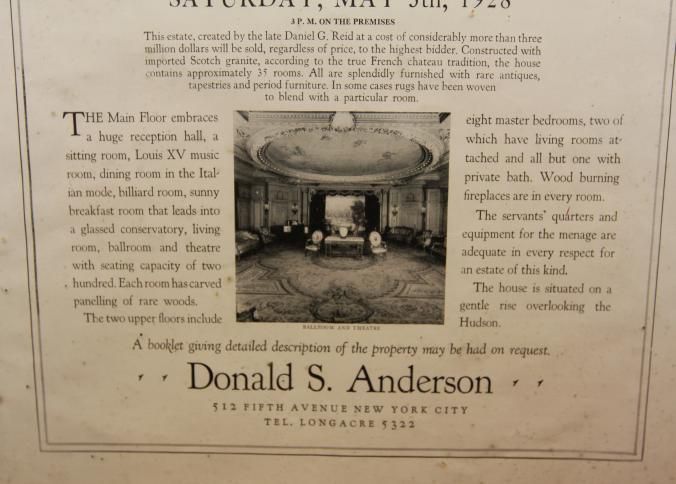 SATURDAY, MAY 5th, 1928
3 P. M. ON THE PREMISES
This estate, created by the late Daniel G. Reid at a cost of considerably more than three
million dollars will be sold, regardless of price, to the highest bidder. Constructed with
imported Scotch granite, according to the true French chateau tradition, the house
contains approximately 35 rooms. All are splendidly furnished with rare antiques,
tapestries and period furniture. In some cases rugs have been woven
to blend with a particular room.
THE Main Floor embraces
a huge reception hall, a
sitting room, Louis XV music
room, dining room in the Ital-
ian mode, billiard room, sunny
breakfast room that leads into
a glassed conservatory, living
room, ballroom and theatre
with seating capacity of two
hundred. Each room has carved
panelling of rare woods.
The two upper floors include
BALLROOM AND THEATRE
eight master bedrooms, two of
which have living rooms at-
tached and all but one with
private bath. Wood burning
fireplaces are in every room.
The servants' quarters and
equipment for the menage are
adequate in every respect for
an estate of this kind.
The house is situated on a
gentle rise overlooking the
Hudson.
A booklet giving detailed description of the property may be had on request.
Donald S. Anderson
512 FIFTH AVENUE NEW YORK CITY
TEL. LONGACRE 5322